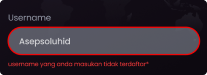 Username
Asepsoluhid
username yang anda masukan tidak terdaftar*